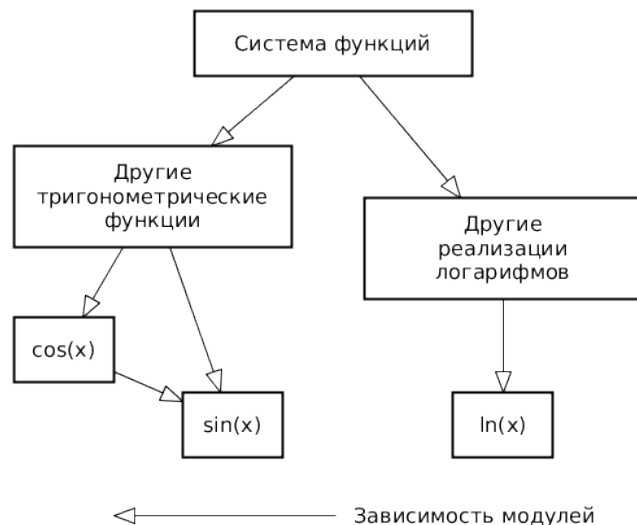 Система функций
Другие
тригонометрические
функции
Другие
реализации
логарифмов
cos(x)
sin(x)
ln(x)
Зависимость модулей